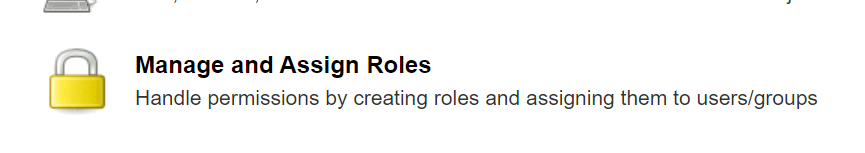 Manage and Assign Roles
Handle permissions by creating roles and assigning them to users/groups